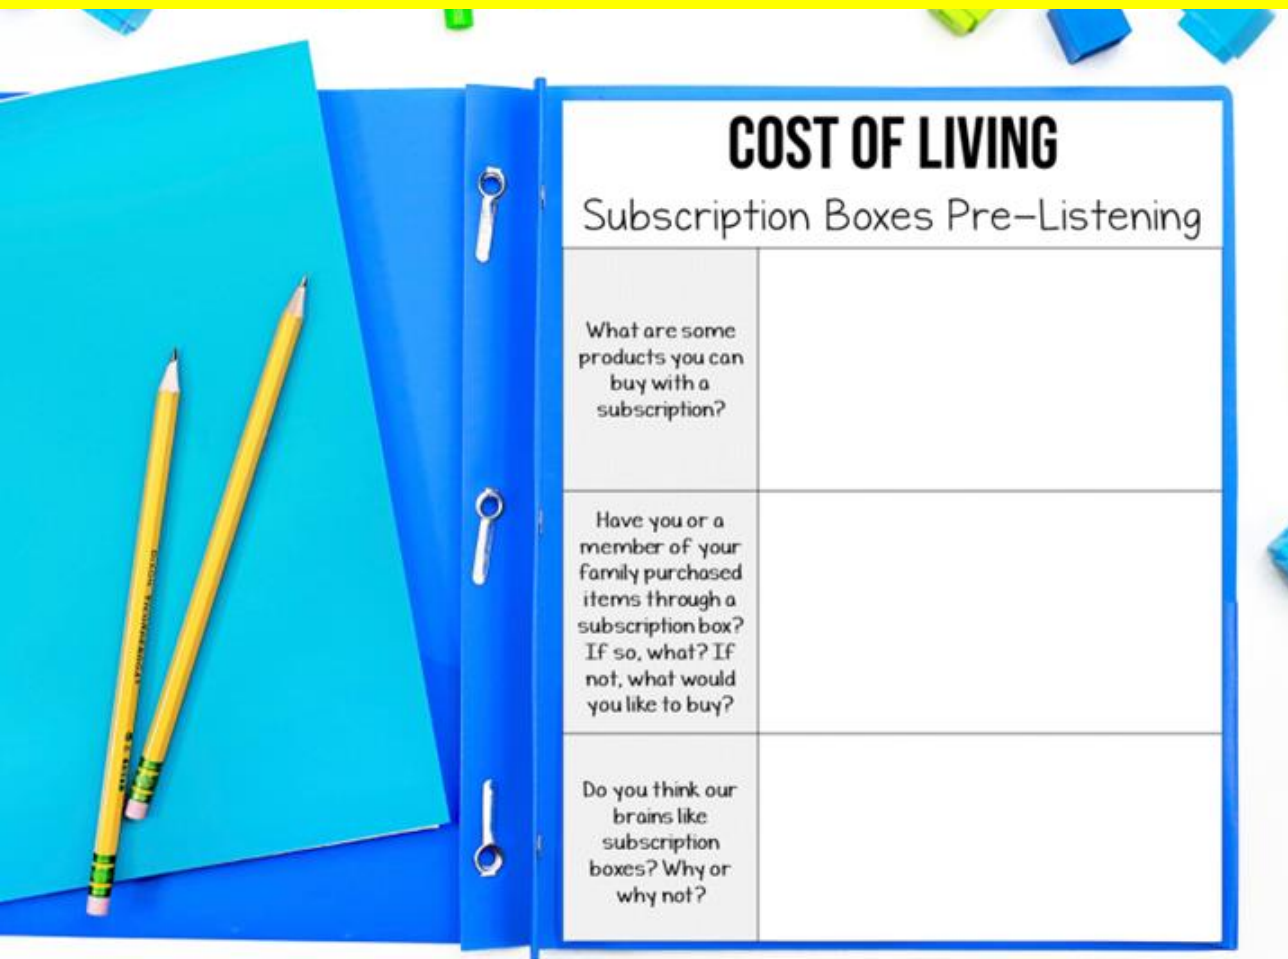 COST OF LIVING
Subscription Boxes Pre-Listening
What are some
products you can
buy with a
subscription?
Have you or a
member of your
family purchased
items through a
subscription box?
If so, what? If
not, what would
you like to buy?
Do you think our
brains like
subscription
boxes? Why or
why not?